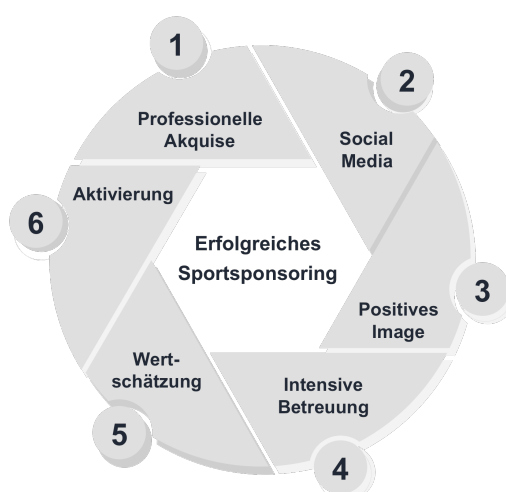 1
Professionelle
Akquise
2
Social
Media
3
Positives
Image
4
Intensive
Betreuung
5
Wert-
schätzung
6
Aktivierung
Erfolgreiches
Sportsponsoring